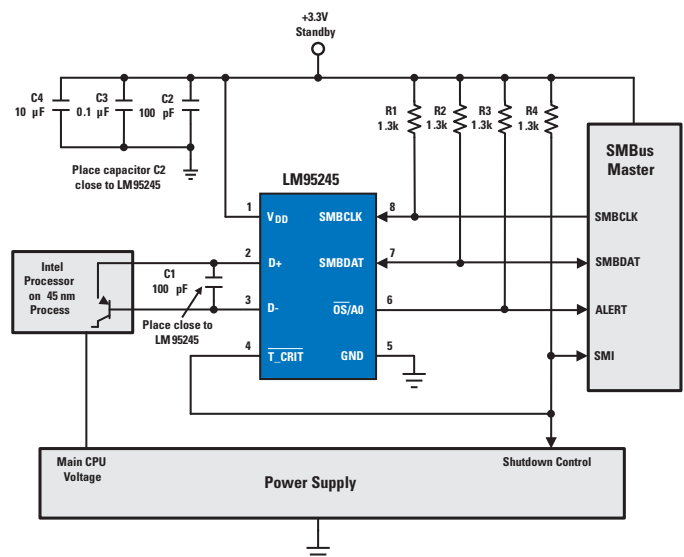 +3.3V
Standby
C4
10 µF
C3
0.1 µF
C2
100 pF
R1
1.3k
R2
1.3k
R3
1.3k
R4
1.3k
Place capacitor C2
close to LM95245
SMBus
Master
LM95245
1
VDD
SMBCLK
8
SMBCLK
Intel
Processor
on 45 nm
Process
2
D+
SMBDAT
7
SMBDAT
C1
100 pF
3
D-
OS/A0
6
ALERT
Place close to
LM95245
4
T_CRIT
GND
5
SMI
Main CPU
Voltage
Shutdown Control
Power Supply